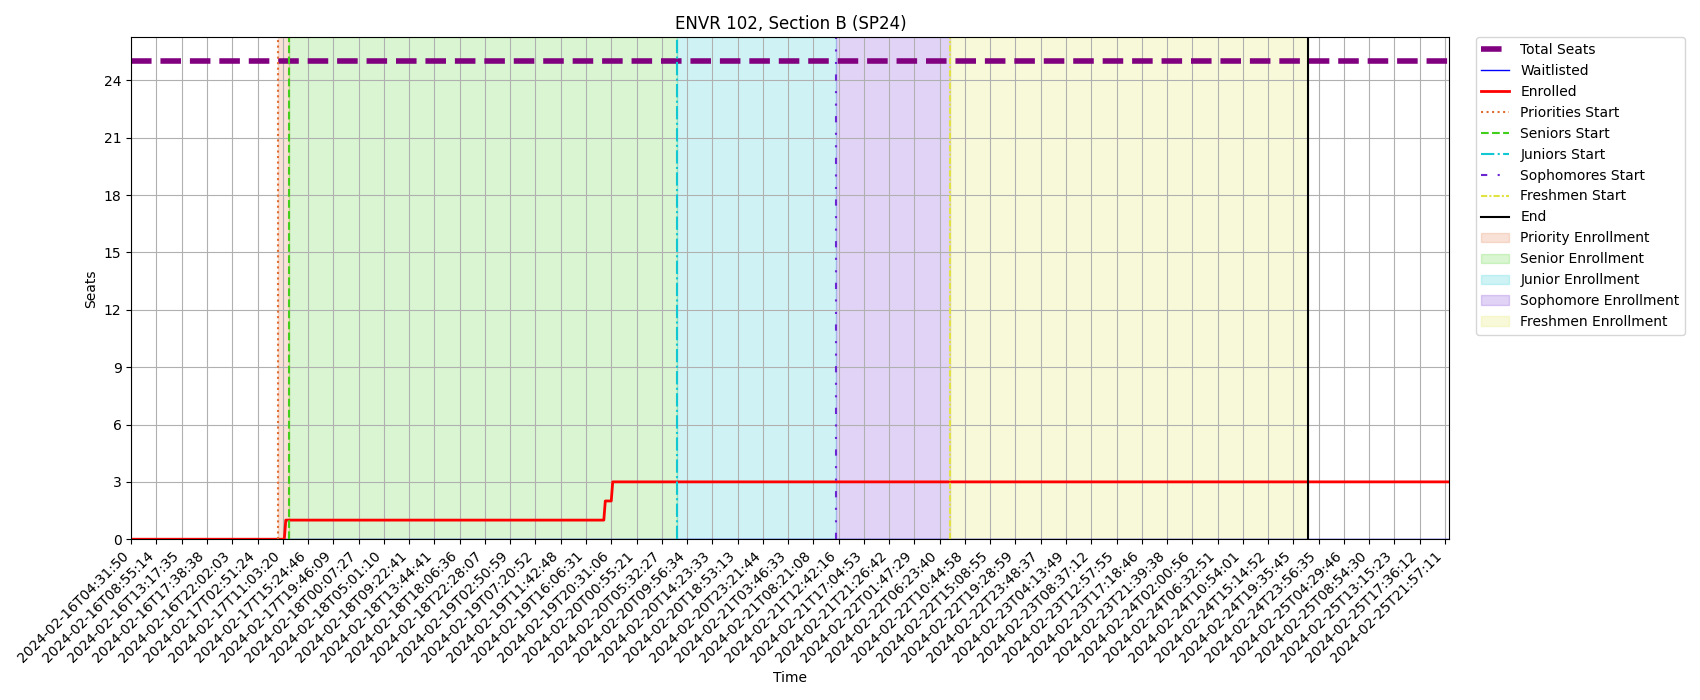 ENVR 102, Section B (SP24)
Total Seats
Waitlisted
Enrolled
Priorities Start
Seniors Start
Juniors Start
Sophomores Start
Freshmen Start
End
Priority Enrollment
Senior Enrollment
Junior Enrollment
Sophomore Enrollment
Freshmen Enrollment
Seats
24
21
18
15
12
9
6
3
0
2024-02-16T04:31:50
2024-02-16T08:55:14
2024-02-16T13:17:35
2024-02-16T17:38:38
2024-02-16T22:02:03
2024-02-17T02:51:24
2024-02-17T11:03:20
2024-02-17T15:24:46
2024-02-17T19:46:09
2024-02-18T00:07:27
2024-02-18T05:01:10
2024-02-18T09:22:41
2024-02-18T13:44:41
2024-02-18T18:06:36
2024-02-18T22:28:07
2024-02-19T02:50:59
2024-02-19T07:20:52
2024-02-19T11:42:48
2024-02-19T16:06:31
2024-02-19T20:31:06
2024-02-20T00:55:21
2024-02-20T05:32:27
2024-02-20T09:56:34
2024-02-20T14:23:33
2024-02-20T18:53:13
2024-02-20T23:21:44
2024-02-21T03:46:33
2024-02-21T08:21:08
2024-02-21T12:42:16
2024-02-21T17:04:53
2024-02-21T21:26:42
2024-02-22T01:47:29
2024-02-22T06:23:40
2024-02-22T10:44:58
2024-02-22T15:08:55
2024-02-22T19:28:59
2024-02-22T23:48:37
2024-02-23T04:13:49
2024-02-23T08:37:12
2024-02-23T12:57:55
2024-02-23T17:18:46
2024-02-23T21:39:38
2024-02-24T02:00:56
2024-02-24T06:32:51
2024-02-24T10:54:01
2024-02-24T15:14:52
2024-02-24T19:35:45
2024-02-24T23:56:35
2024-02-25T04:29:46
2024-02-25T08:54:30
2024-02-25T13:15:23
2024-02-25T17:36:12
2024-02-25T21:57:11
Time